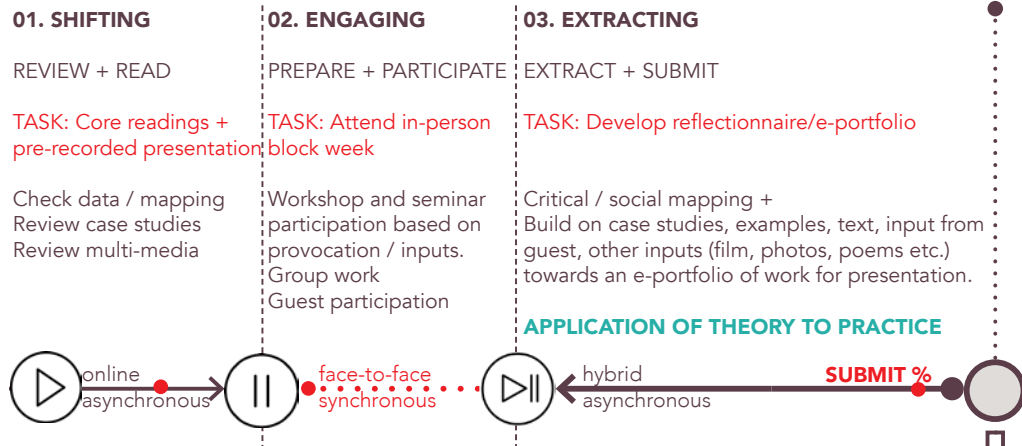 01. SHIFTING
REVIEW + READ
TASK: Core readings +
pre-recorded presentation
Check data / mapping
Review case studies
Review multi-media
02. ENGAGING
PREPARE + PARTICIPATE
TASK: Attend in-person
block week
Workshop and seminar
participation based on
provocation / inputs.
Group work
Guest participation
03. EXTRACTING
EXTRACT + SUBMIT
TASK: Develop reflectionnaire/e-portfolio
Critical / social mapping +
Build on case studies, examples, text, input from
guest, other inputs (film, photos, poems etc.)
towards an e-portfolio of work for presentation.
APPLICATION OF THEORY TO PRACTICE
online
asynchronous
face-to-face
synchronous
hybrid
asynchronous
SUBMIT %